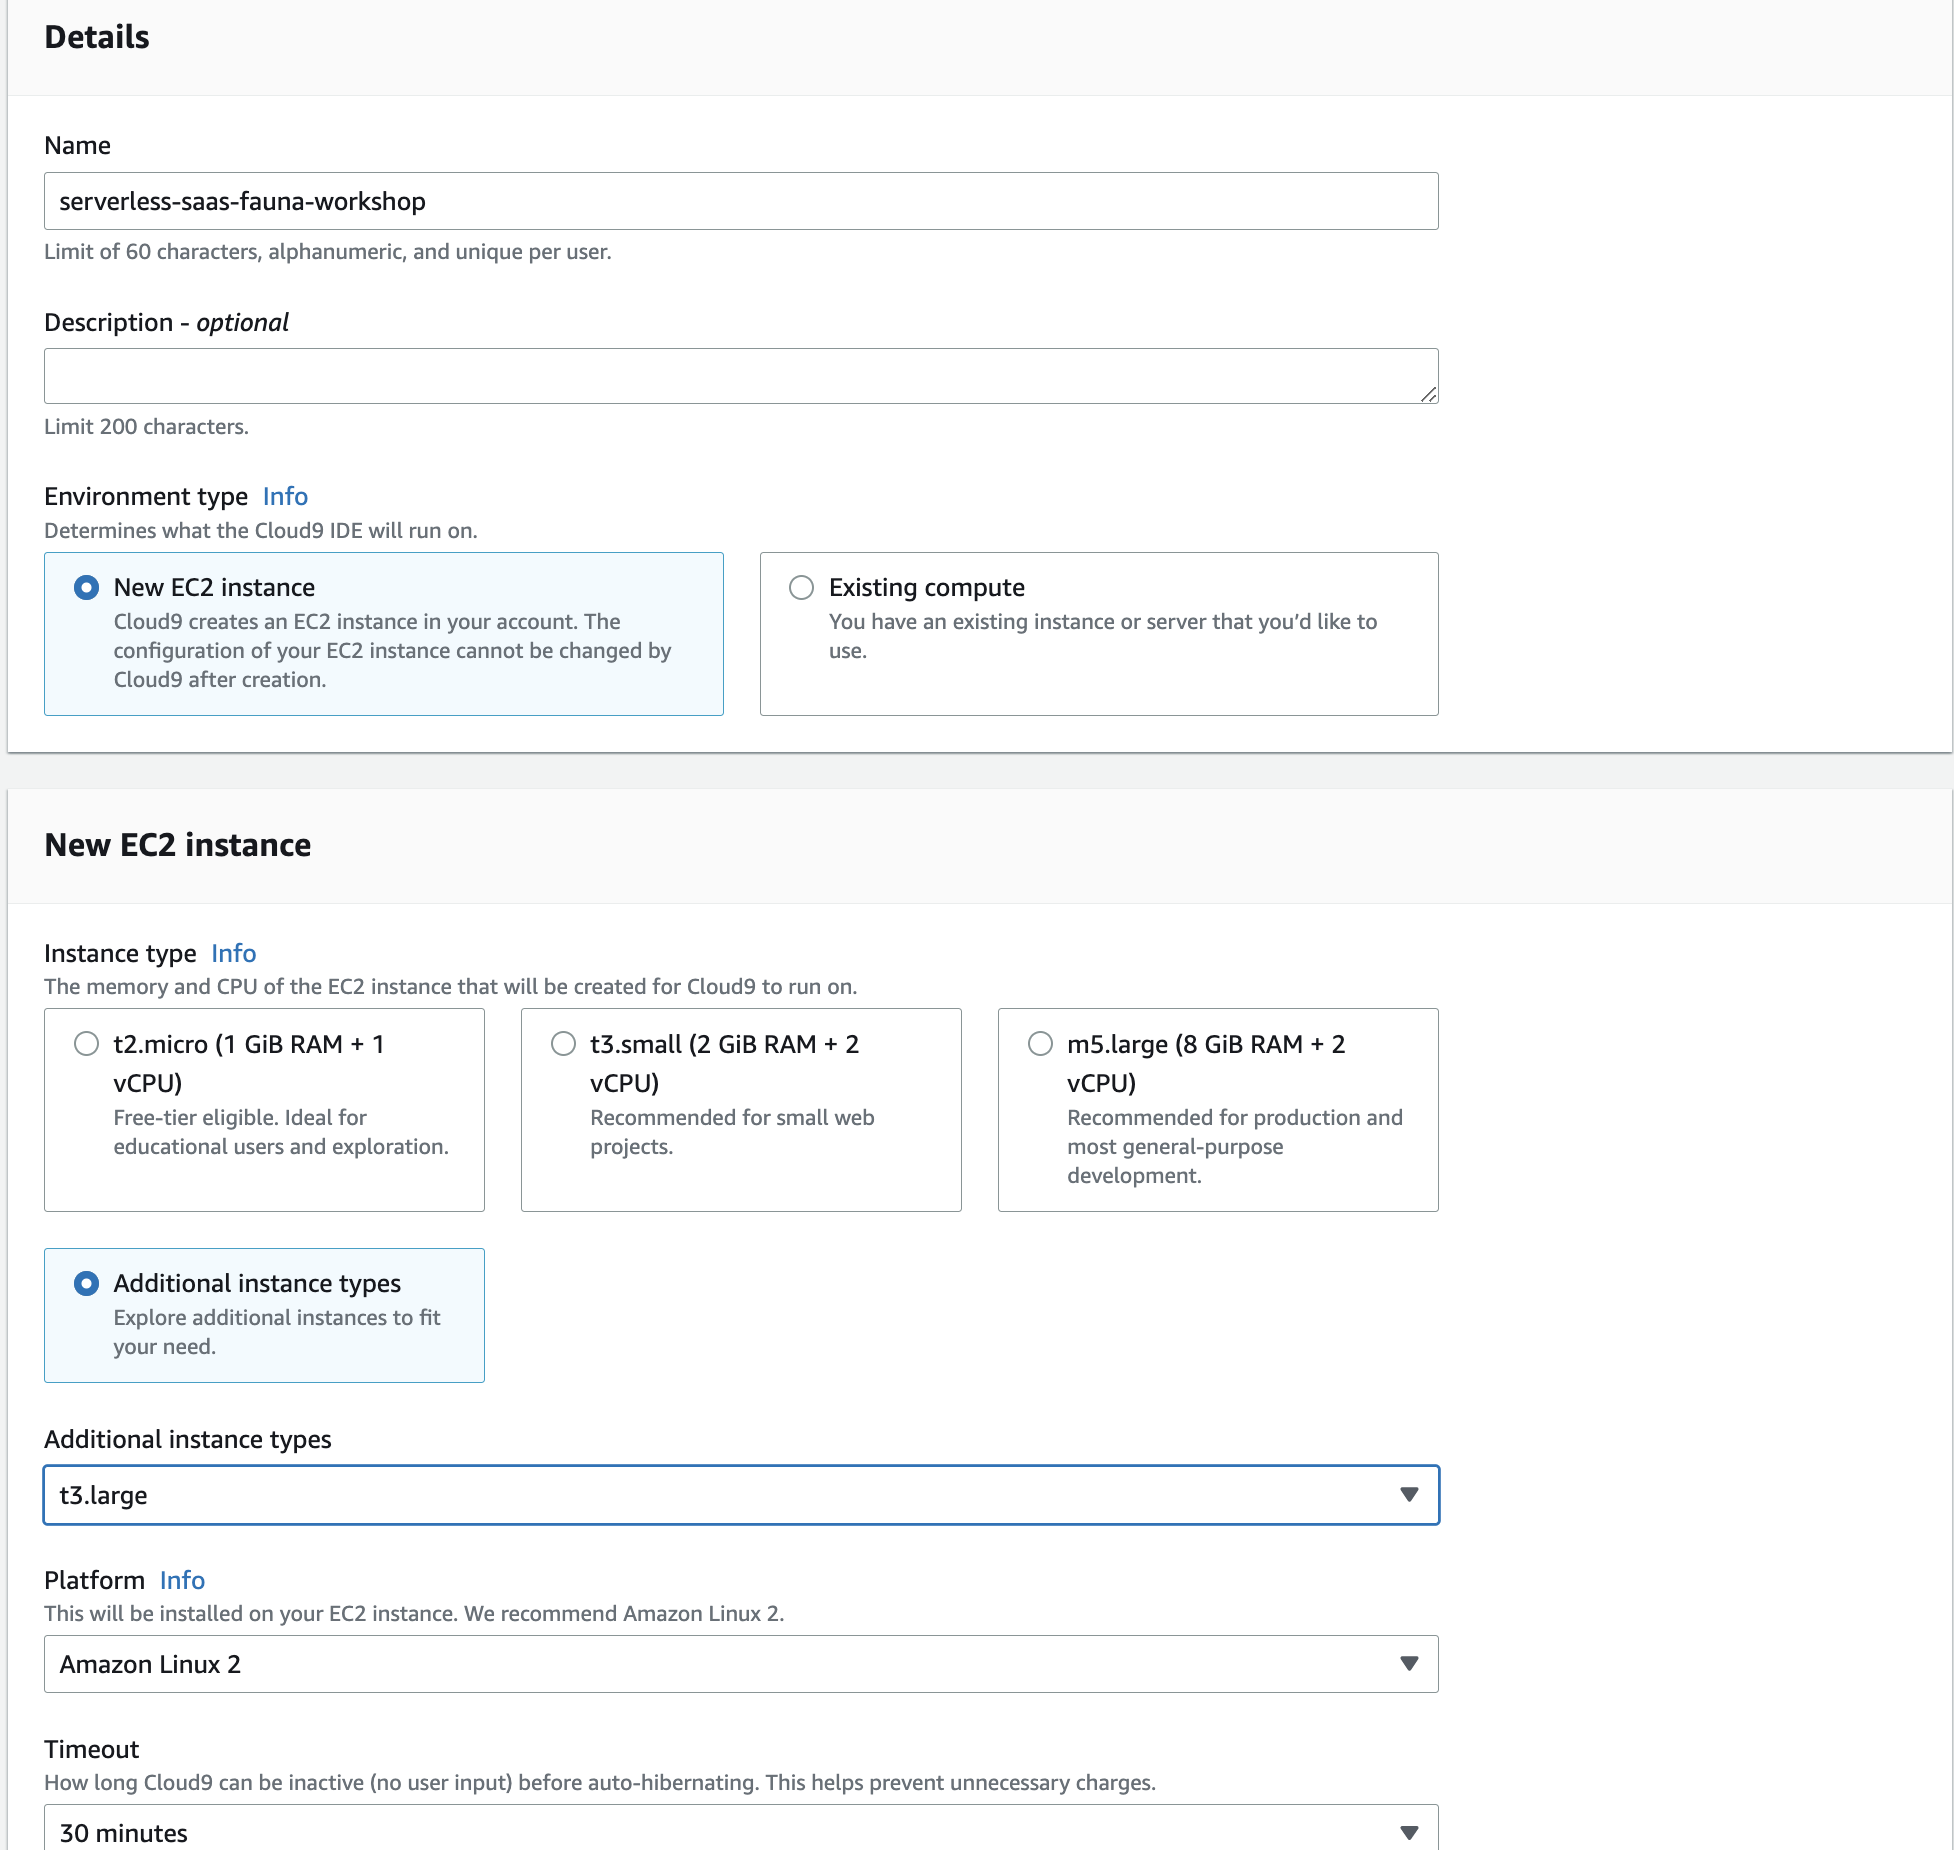 Details
Name
serverless-saas-fauna-workshop
Limit of 60 characters, alphanumeric, and unique per user.
Description - optional
Limit 200 characters.
Environment type Info
Determines what the Cloud9 IDE will run on.
New EC2 instance
Cloud9 creates an EC2 instance in your account. The
configuration of your EC2 instance cannot be changed by
Cloud9 after creation.
Existing compute
You have an existing instance or server that you’d like to
use.
New EC2 instance
Instance type Info
The memory and CPU of the EC2 instance that will be created for Cloud9 to run on.
t2.micro (1 GiB RAM + 1
vCPU)
Free-tier eligible. Ideal for
educational users and exploration.
t3.small (2 GiB RAM + 2
vCPU)
Recommended for small web
projects.
m5.large (8 GiB RAM + 2
vCPU)
Recommended for production and
most general-purpose
development.
Additional instance types
Explore additional instances to fit
your need.
Additional instance types
t3.large
Platform Info
This will be installed on your EC2 instance. We recommend Amazon Linux 2.
Amazon Linux 2
Timeout
How long Cloud9 can be inactive (no user input) before auto-hibernating. This helps prevent unnecessary charges.
30 minutes